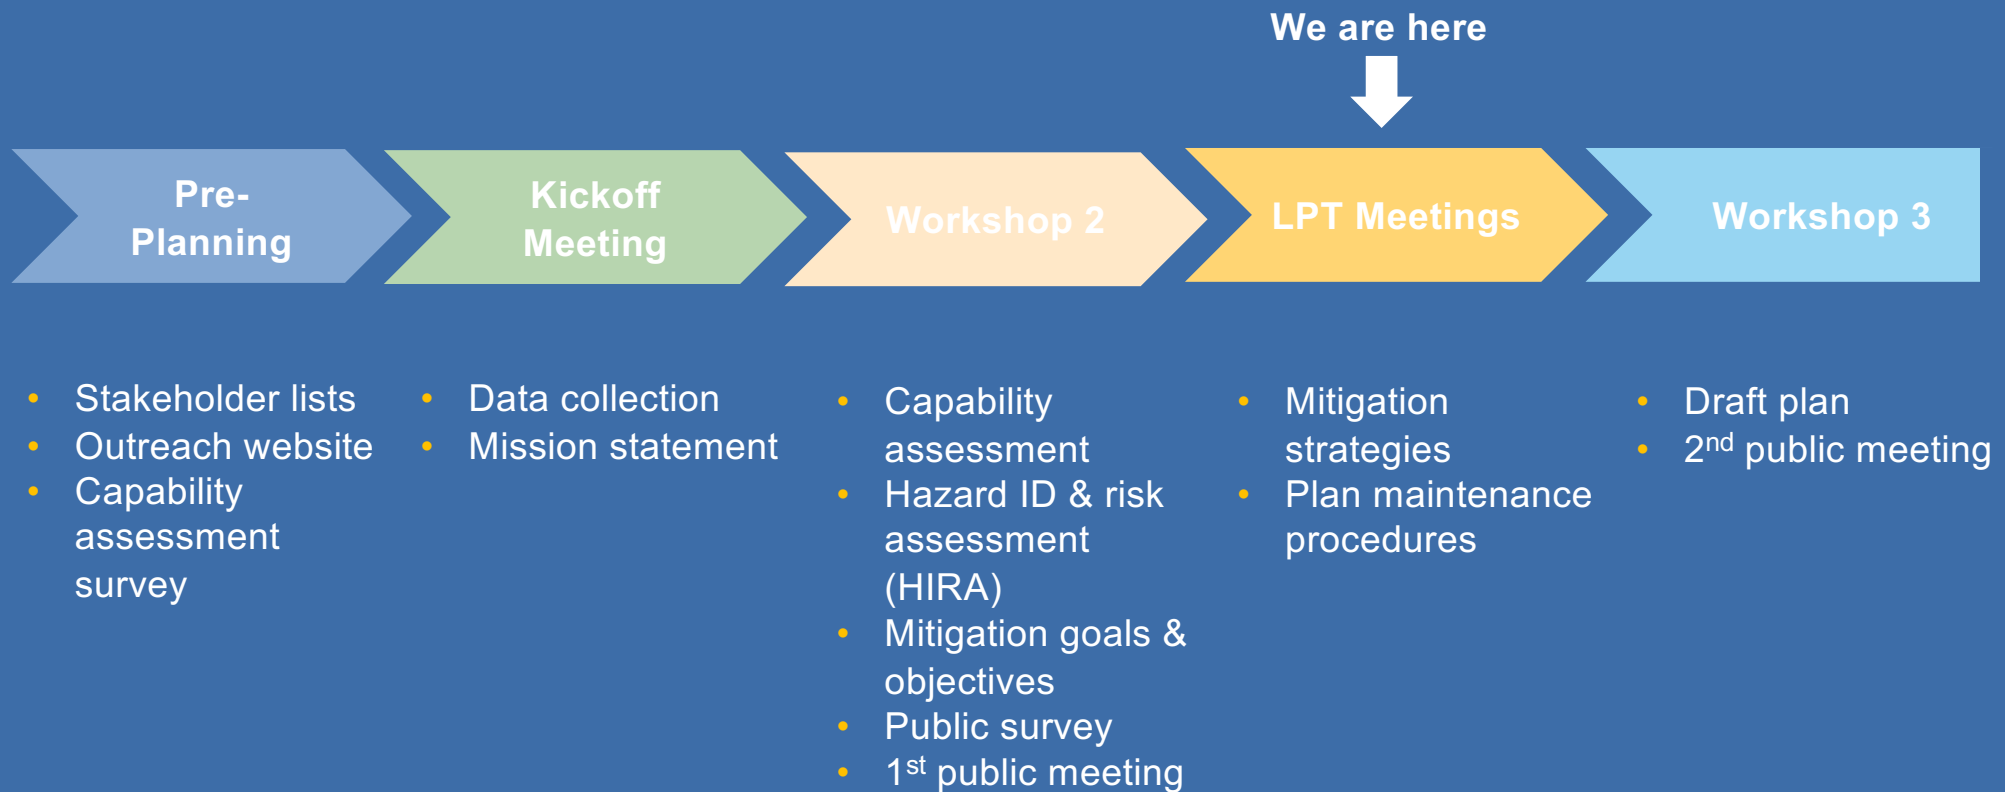 We are here
Pre-
Planning
Kickoff
Meeting
Workshop 2
LPT Meetings
Workshop 3
• Stakeholder lists
• Outreach website
• Capability
assessment
survey
• Data collection
• Mission statement
• Capability
assessment
• Hazard ID & risk
assessment
(HIRA)
• Mitigation goals &
objectives
• Public survey
• 1st public meeting
• Mitigation
strategies
• Plan maintenance
procedures
• Draft plan
• 2nd public meeting